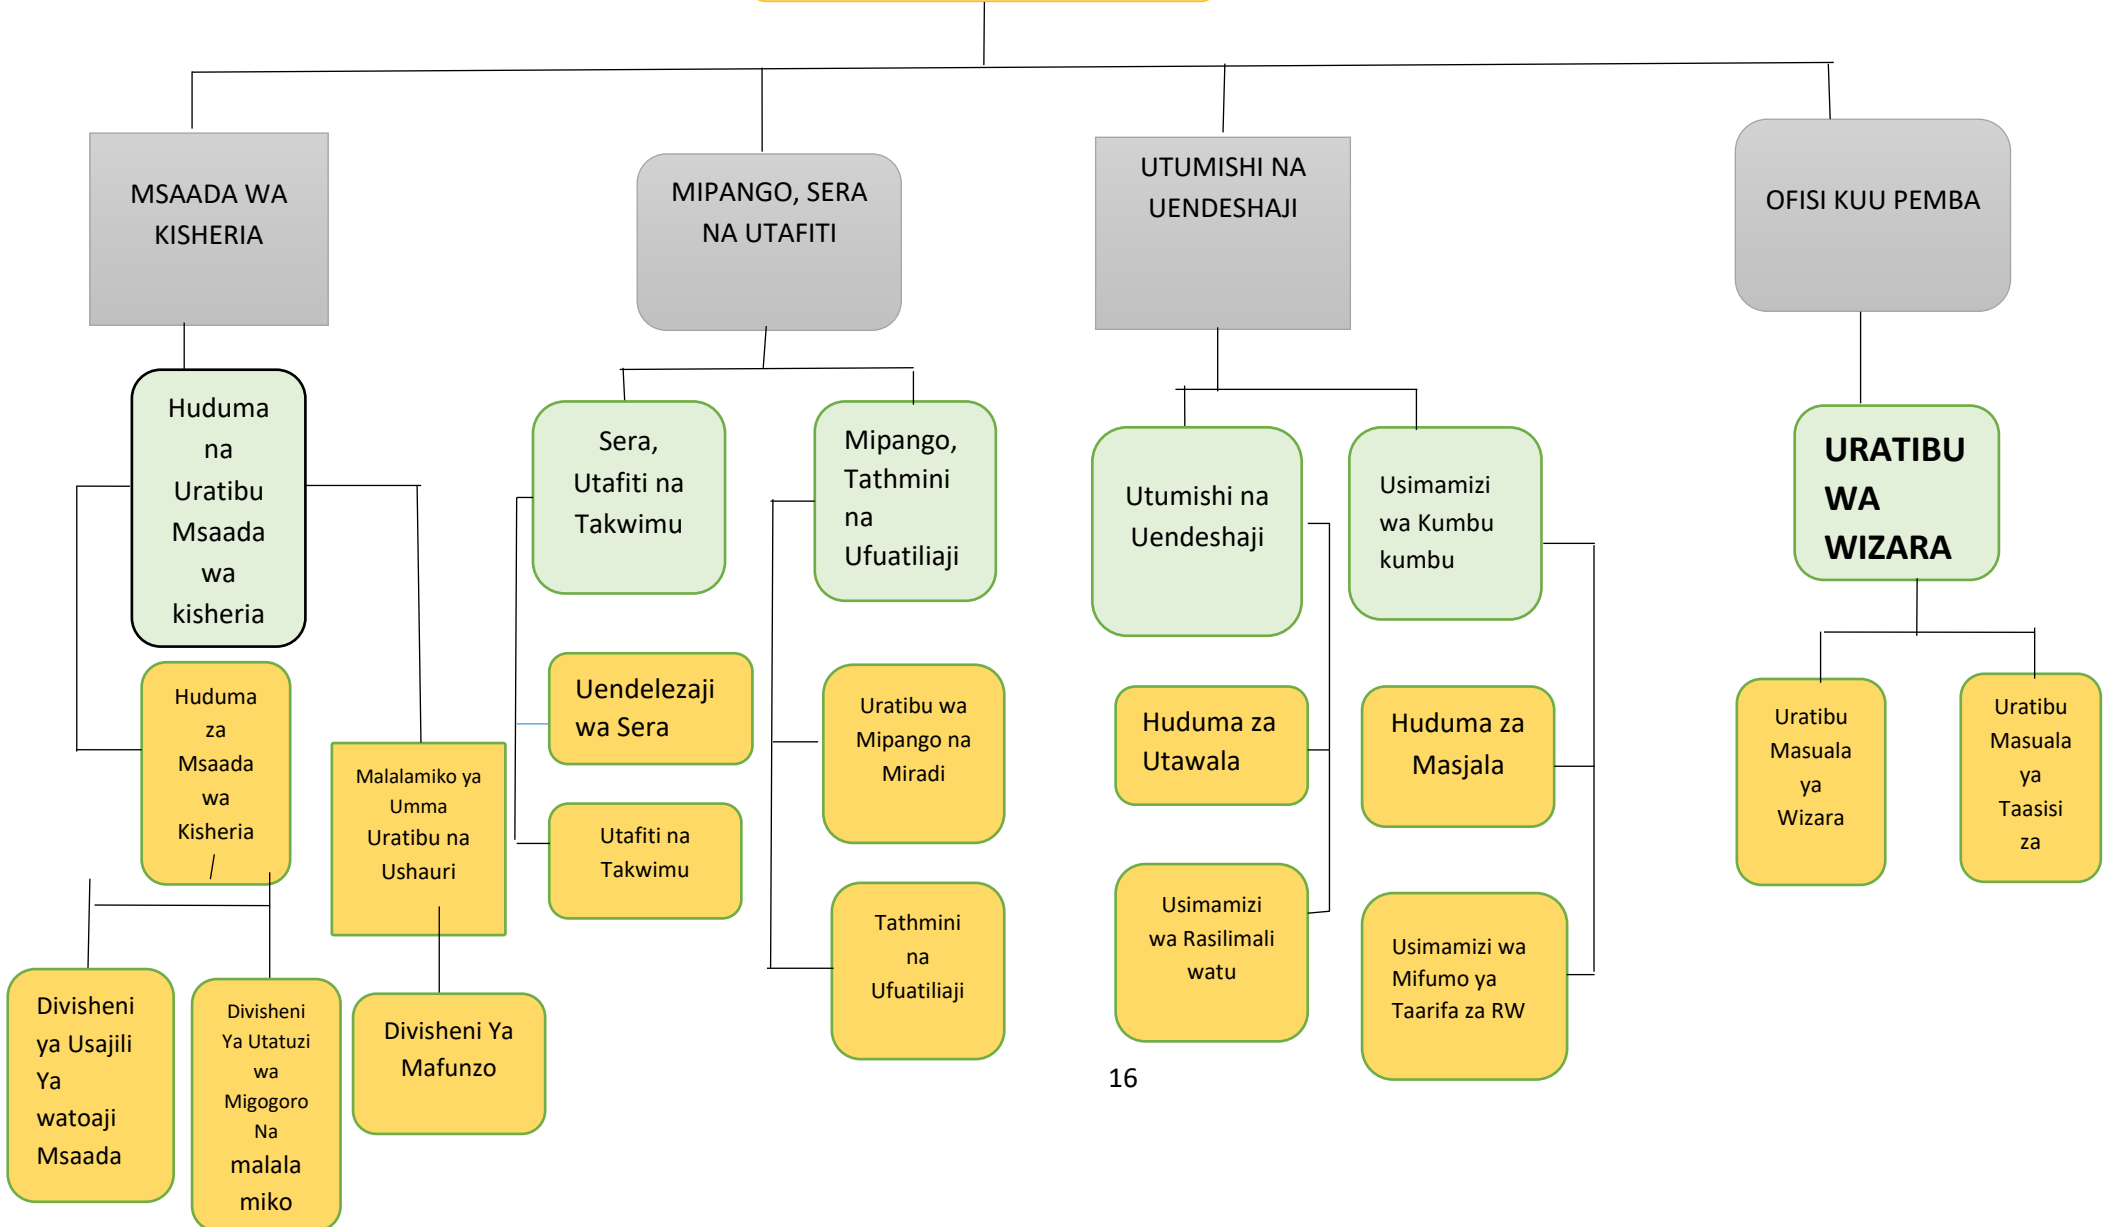 MSAADA WA
KISHERIA
MIPANGO, SERA
NA UTAFITI
UTUMISHI NA
UENDESHAJI
OFISI KUU PEMBA
Huduma
na
Uratibu
Msaada
wa
kisheria
Sera,
Utafiti na
Takwimu
Mipango,
Tathmini
na
Ufuatiliaji
Utumishi na
Uendeshaji
Usimamizi
wa Kumbu
kumbu
URATIBU
WA
WIZARA
Huduma
za
Msaada
wa
Kisheria
Malalamiko ya
Umma
Uratibu na
Ushauri
Uendelezaji
wa Sera
Utafiti na
Takwimu
Uratibu wa
Mipango na
Miradi
Tathmini
na
Ufuatiliaji
Huduma za
Utawala
Usimamizi
wa Rasilimali
watu
Huduma za
Masjala
Usimamizi wa
Mifumo ya
Taarifa za RW
Uratibu
Masuala
ya
Wizara
Uratibu
Masuala
ya
Taasisi
za
Divisheni
ya Usajili
Ya
watoaji
Msaada
Divisheni
Ya Utatuzi
wa
Migogoro
Na
malala
miko
Divisheni Ya
Mafunzo
16